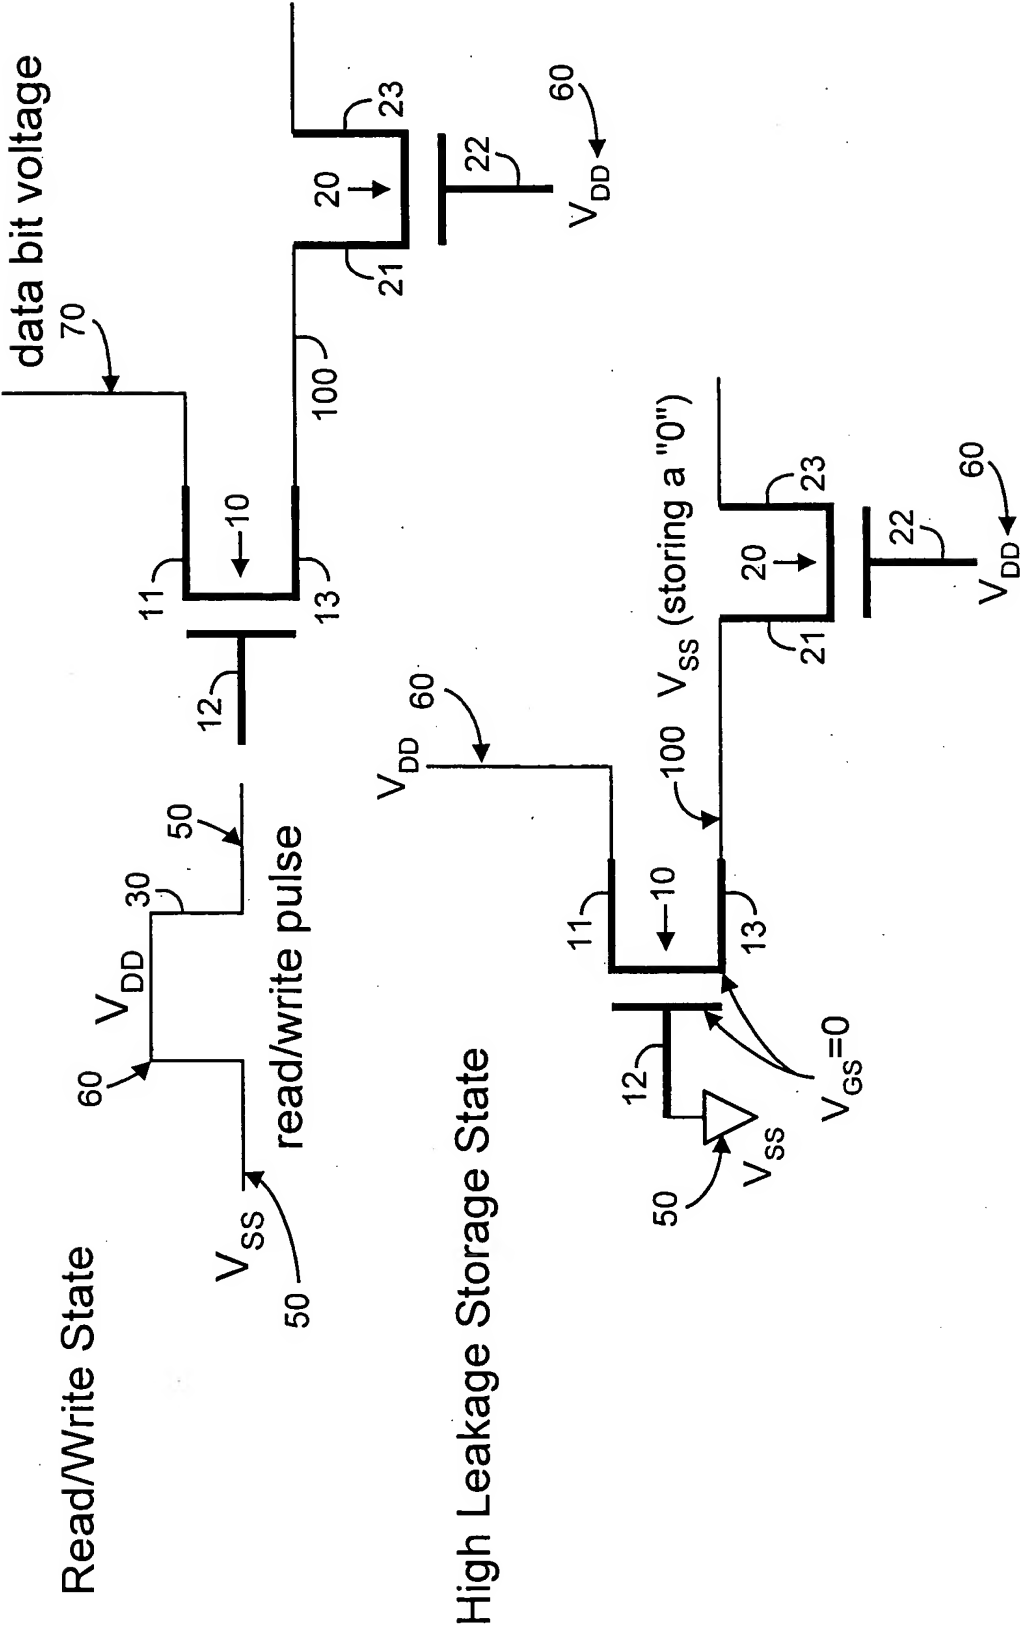 Read/Write State
data bit voltage
70
60
V_DD
30
50
11
10
12
13
100
20
23
21
22
V_SS
50
read/write pulse
V_DD
60
High Leakage Storage State
V_DD
60
11
10
12
13
100
V_SS (storing a "0")
20
23
21
22
50
V_SS
V_GS=0
V_DD
60